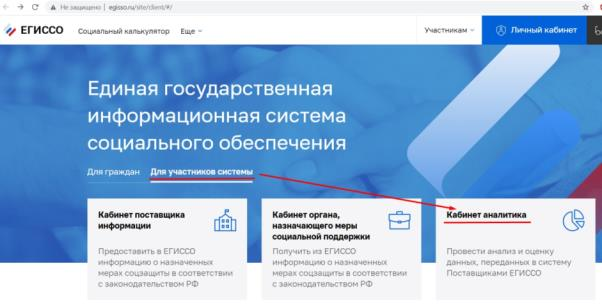 Не защищено | egisso.ru/site/client/#/
ЕГИССО Социальный калькулятор Еще Участникам Личный кабинет
Единая государственная
информационная система
социального обеспечения
Для граждан Для участников системы
Кабинет поставщика
информации
Предоставить в ЕГИССО
информацию о назначенных
мерах соцзащиты в соответствии
с законодательством РФ
Кабинет органа,
назначающего меры
социальной поддержки
Получить из ЕГИССО
информацию о назначенных
мерах соцзащиты в соответствии
с законодательством РФ
Кабинет аналитика
Провести анализ и оценку
данных, переданных в систему
Поставщиками ЕГИССО